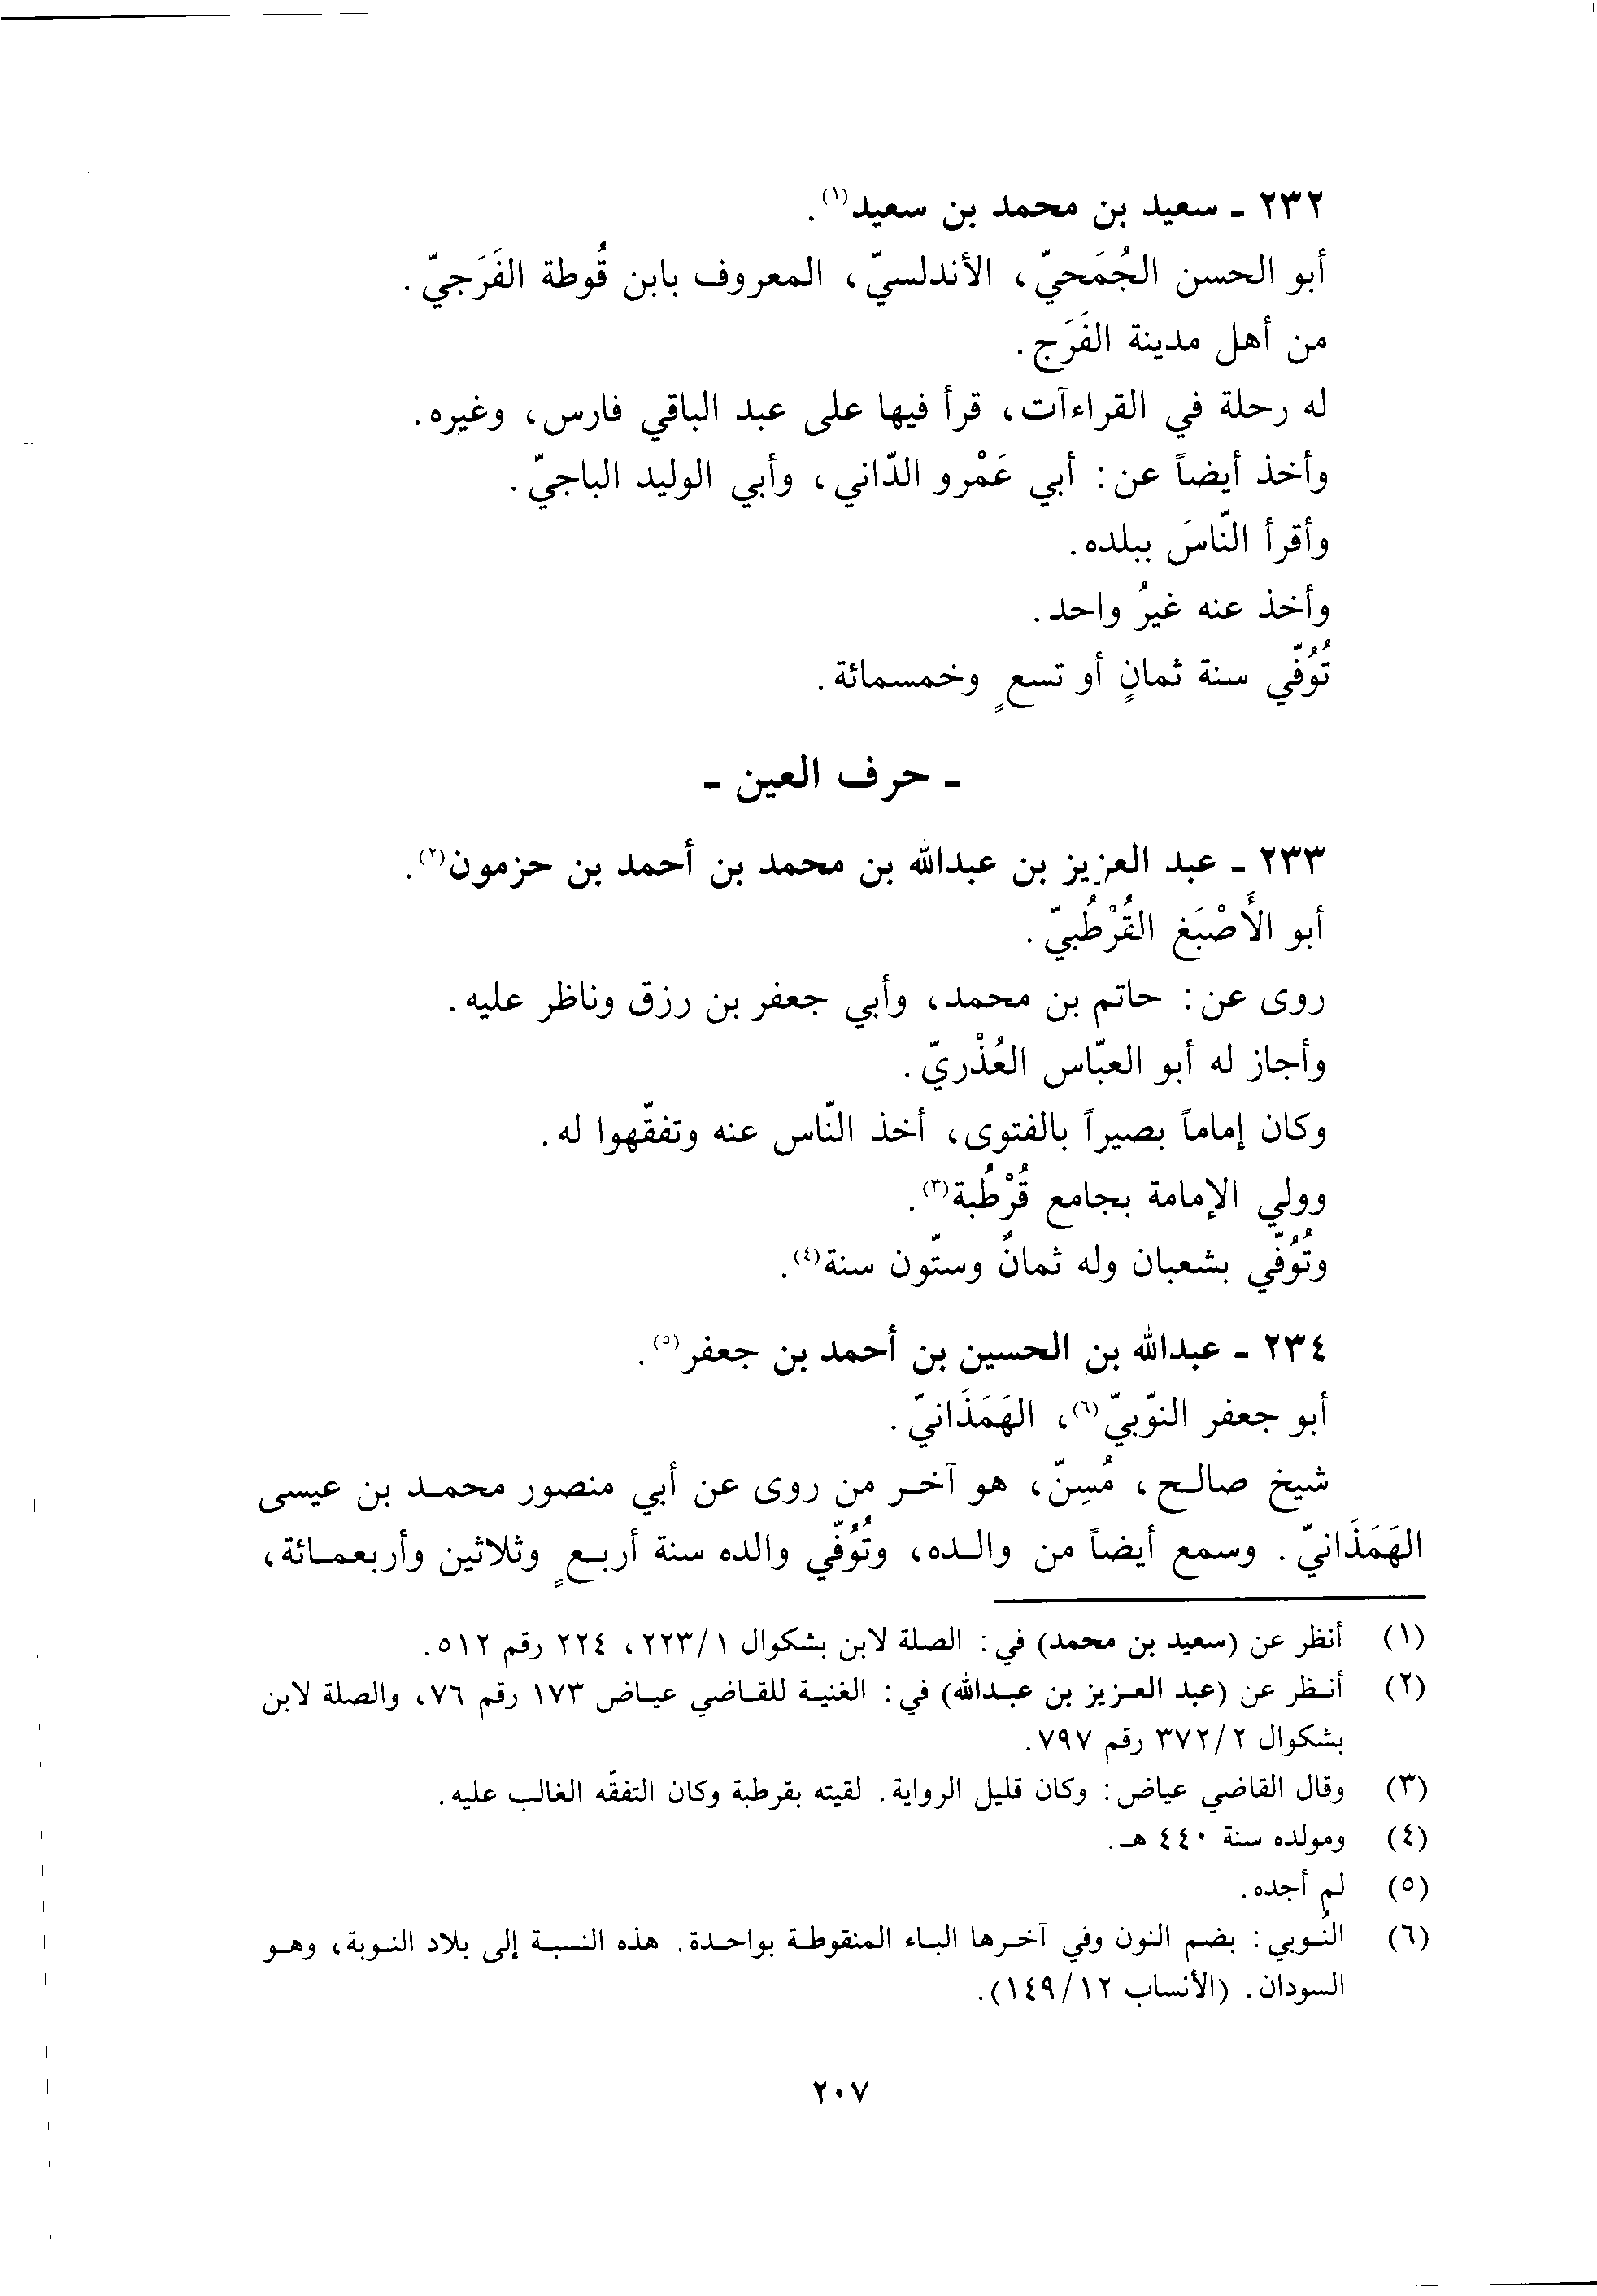 ٢٣٢ ـ سعيد بن محمد بن سعيد(١).
أبو الحسن الجُمَحيّ، الأندلسيّ، المعروف بابن قُوطة الفَرَجيّ.
من أهل مدينة الفَرَج.
له رحلة في القراءآت، قرأ فيها على عبد الباقي فارس، وغيره.
وأخذ أيضاً عن: أبي عَمْرو الدّاني، وأبي الوليد الباجيّ.
وأقرأ النّاسَ ببلده.
وأخذ عنه غيرُ واحد.
تُوُفّي سنة ثمانٍ أو تسعٍ وخمسمائة.
ـ حرف العين ـ
٢٣٣ ـ عبد العزيز بن عبدالله بن محمد بن أحمد بن حزمون(٢).
أبو الأَصْبَغ القُرْطُبيّ.
روى عن: حاتم بن محمد، وأبي جعفر بن رزق وناظر عليه.
وأجاز له أبو العبّاس العُذْريّ.
وكان إماماً بصيراً بالفتوى، أخذ النّاس عنه وتفقّهوا له.
وولي الإمامة بجامع قُرْطُبة(٣).
وتُوُفّي بشعبان وله ثمانٌ وستّون سنة(٤).
٢٣٤ ـ عبدالله بن الحسين بن أحمد بن جعفر(٥).
أبو جعفر النّوبيّ(٦)، الهَمَذَانيّ.
شيخ صالح، مُسِنّ، هو آخر من روى عن أبي منصور محمد بن عيسى
الهَمَذَانيّ. وسمع أيضاً من والده، وتُوُفّي والده سنة أربعٍ وثلاثين وأربعمائة،
(١) أنظر عن (سعيد بن محمد) في: الصلة لابن بشكوال ٢٢٣/١، ٢٢٤ رقم ٥١٢.
(٢) أنظر عن (عبد العزيز بن عبدالله) في: الغنية للقاضي عياض ١٧٣ رقم ٧٦، والصلة لابن
بشكوال ٣٧٢/٢ رقم ٧٩٧.
(٣) وقال القاضي عياض: وكان قليل الرواية. لقيته بقرطبة وكان التفقّه الغالب عليه.
(٤) ومولده سنة ٤٤٠ هـ.
(٥) لم أجده.
(٦) النُوبي: بضم النون وفي آخرها الباء المنقوطة بواحدة. هذه النسبة إلى بلاد النوبة، وهو
السودان. (الأنساب ١٤٩/١٢).
٢٠٧